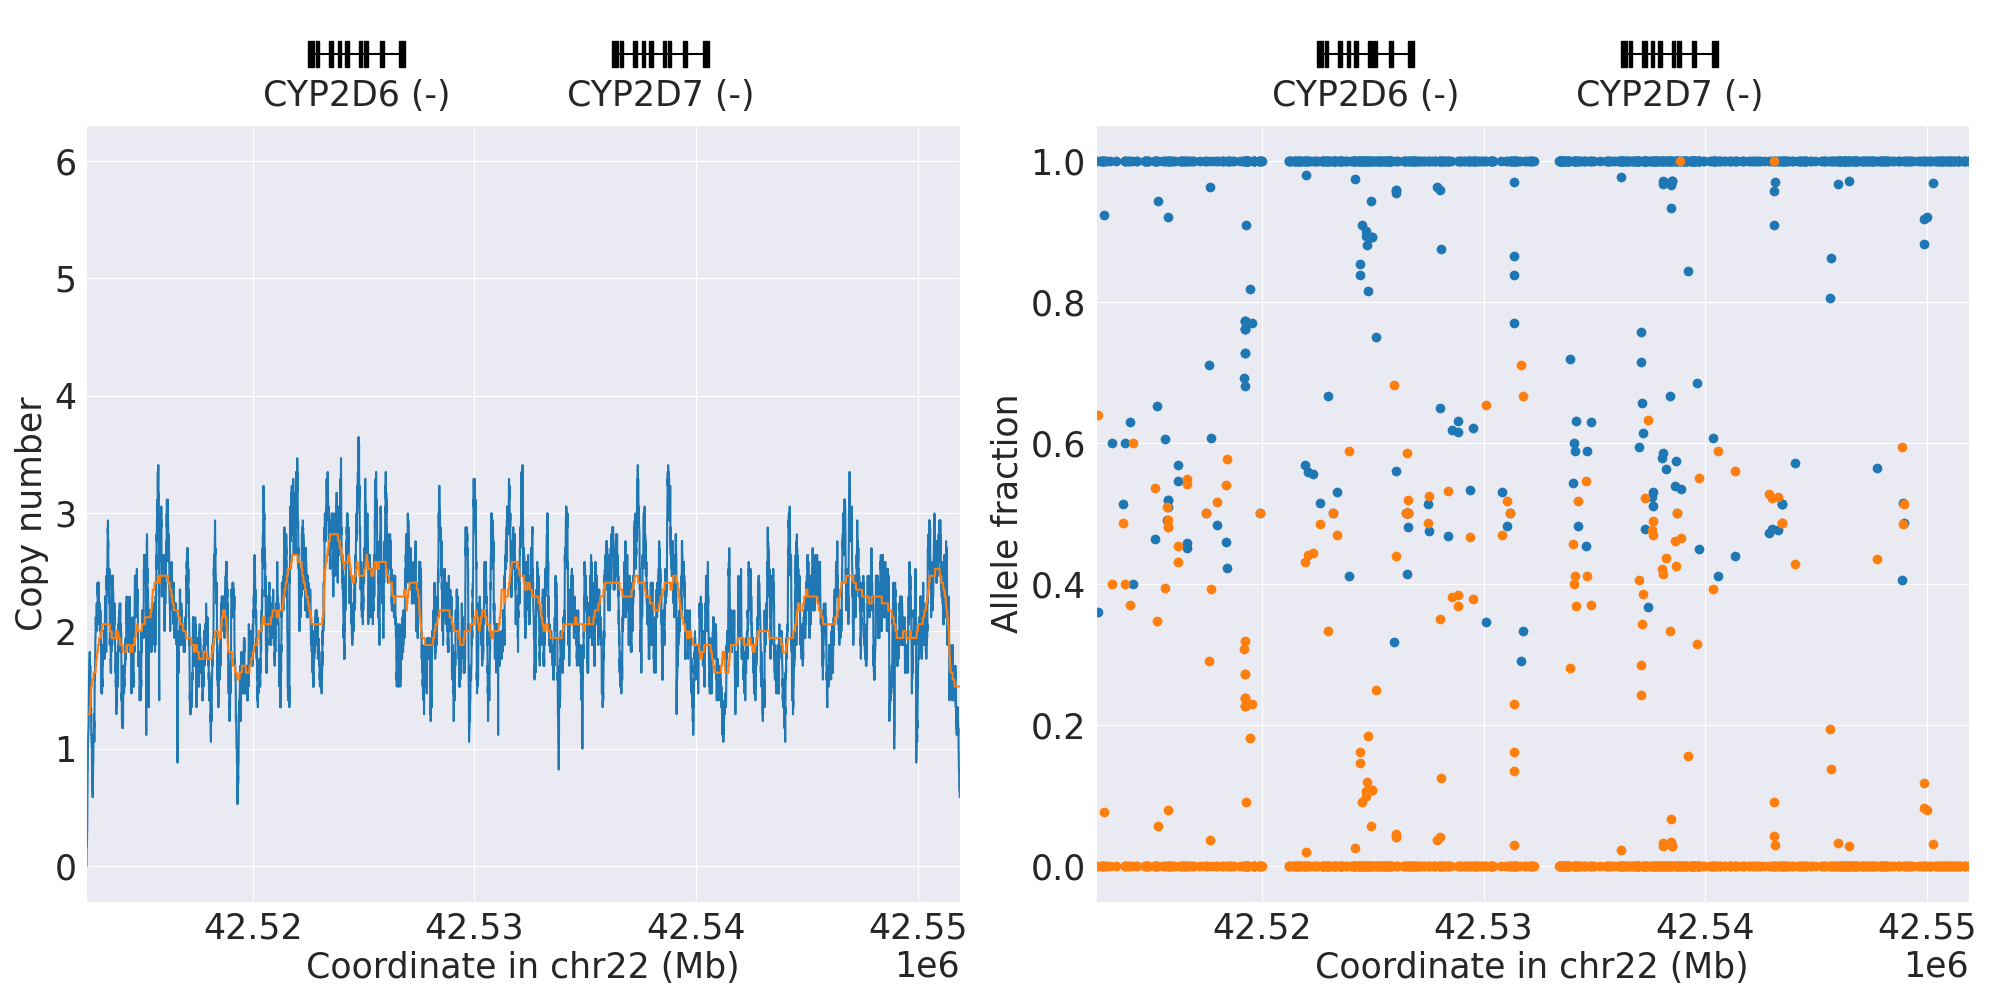 CYP2D6 (-)
CYP2D7 (-)
6
5
4
3
2
1
0
Copy number
42.52
42.53
42.54
42.55
Coordinate in chr22 (Mb)
1e6
CYP2D6 (-)
CYP2D7 (-)
1.0
0.8
0.6
0.4
0.2
0.0
Allele fraction
42.52
42.53
42.54
42.55
Coordinate in chr22 (Mb)
1e6